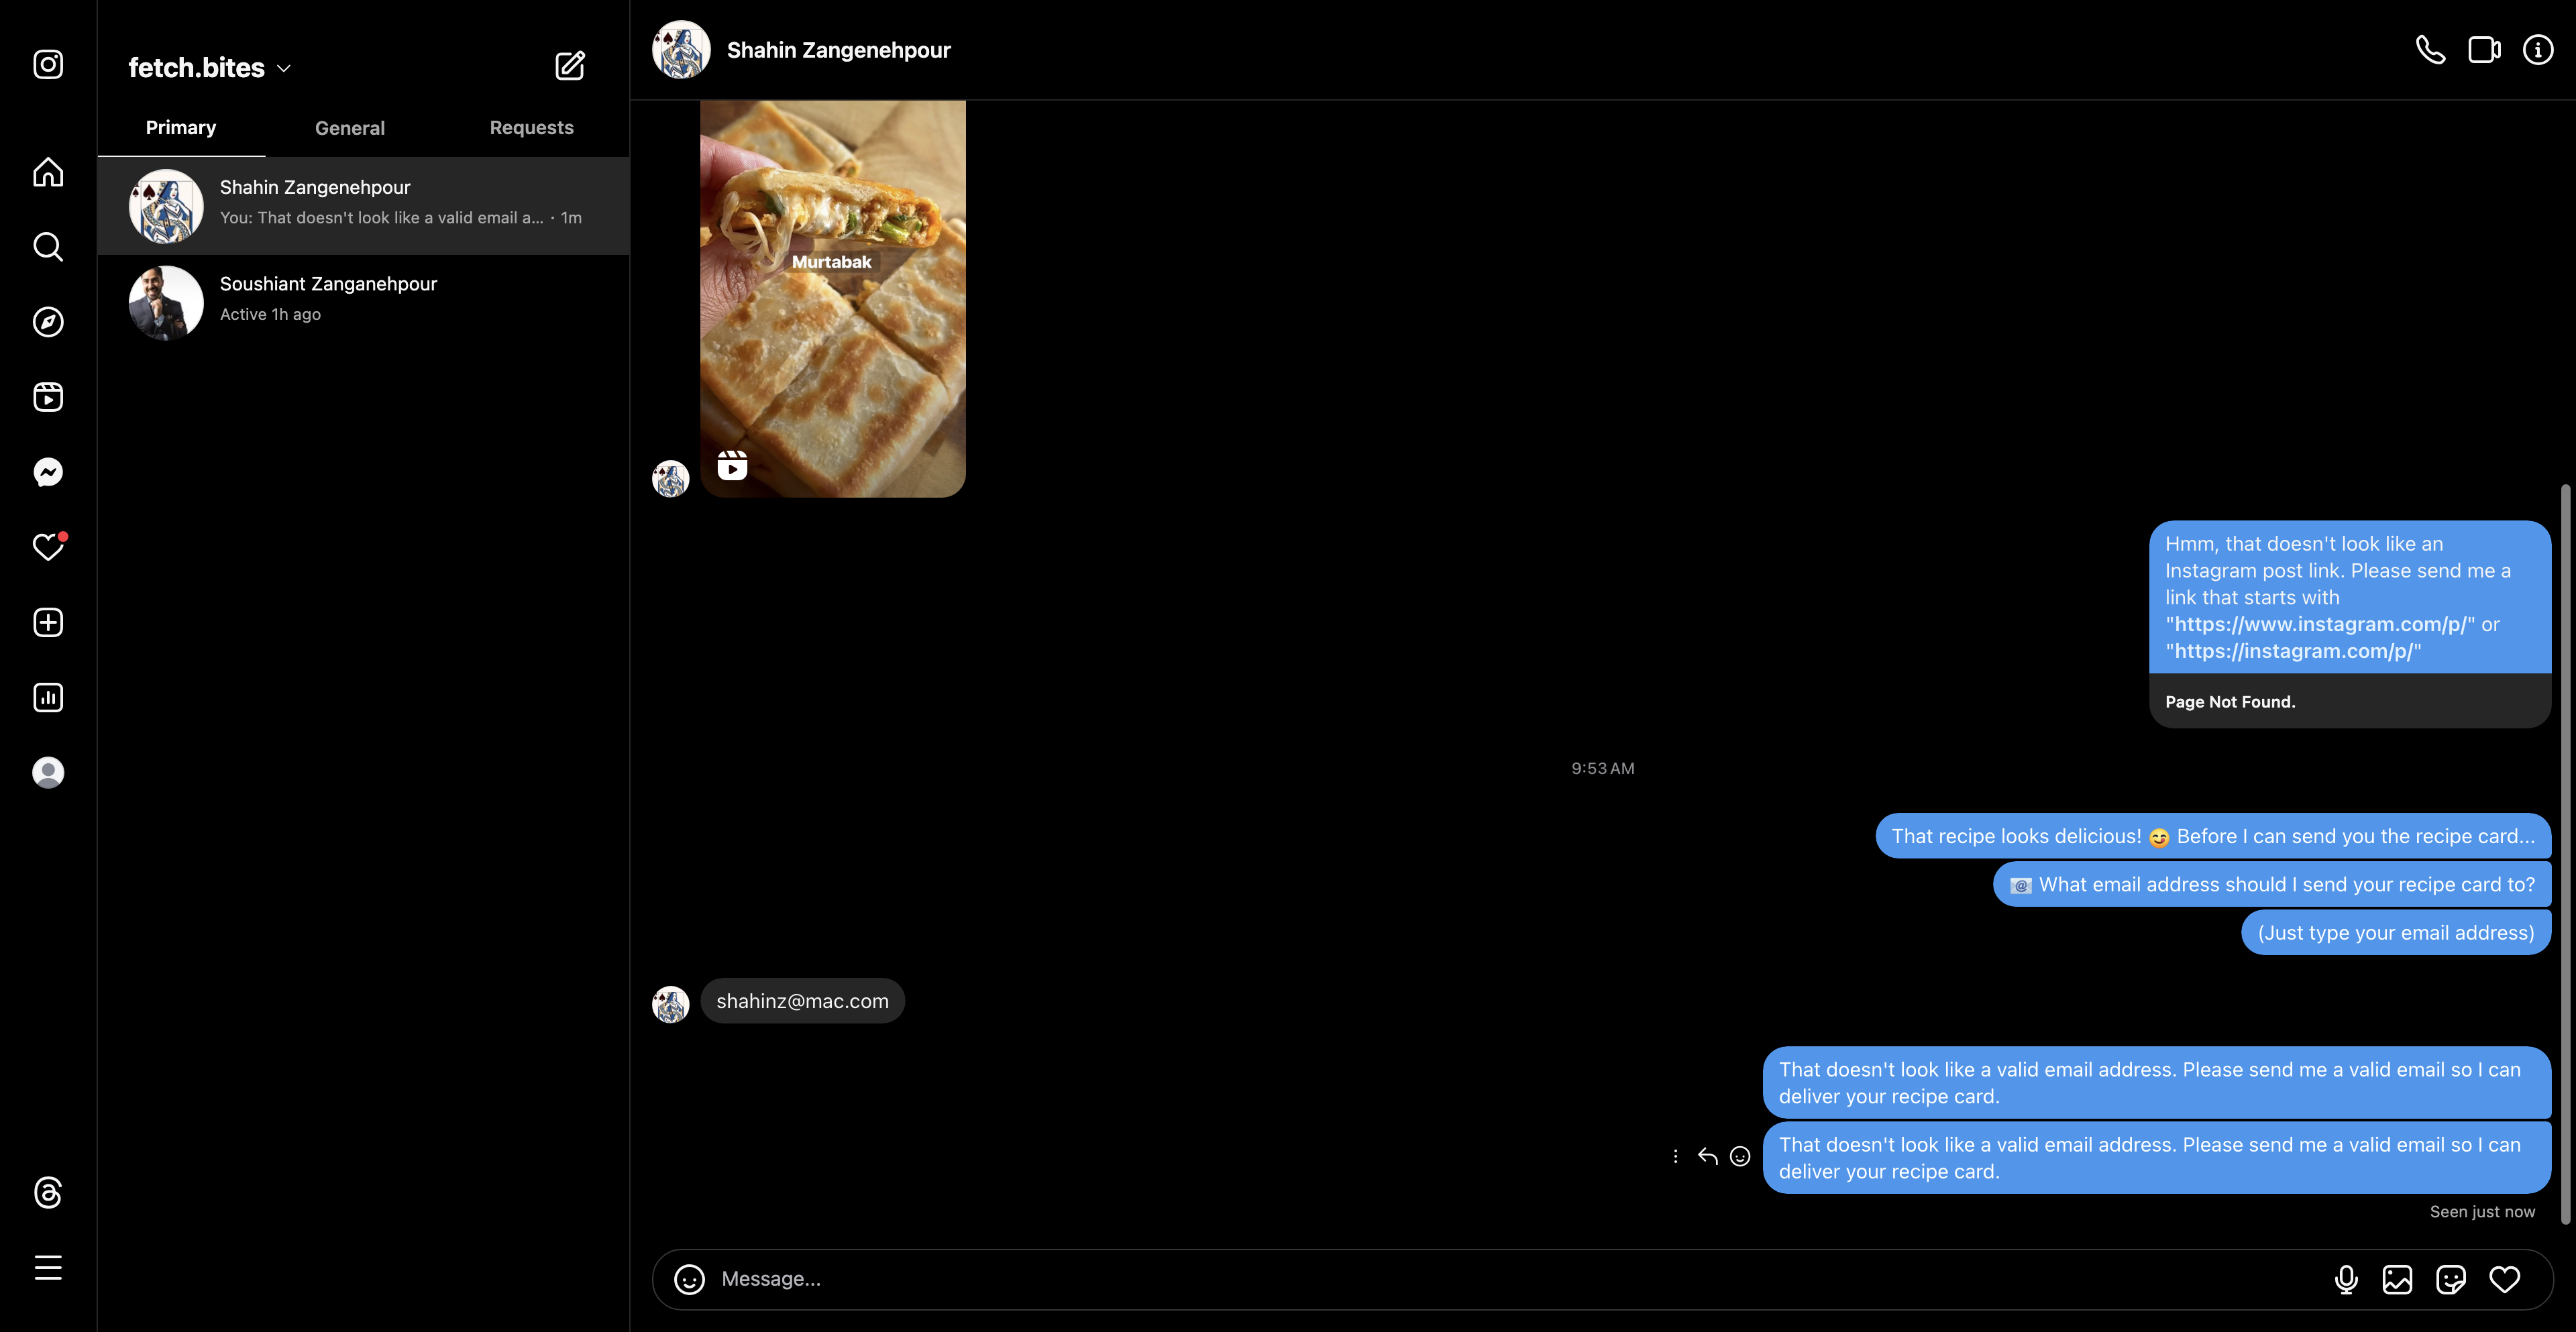 fetch.bites
Primary
General
Requests
Shahin Zangenehpour
You: That doesn't look like a valid email a... · 1m
Soushiant Zanganehpour
Active 1h ago
Shahin Zangenehpour
Murtabak
Hmm, that doesn't look like an
Instagram post link. Please send me a
link that starts with
"https://www.instagram.com/p/" or
"https://instagram.com/p/"
Page Not Found.
9:53 AM
That recipe looks delicious! 😋 Before I can send you the recipe card...
📧 What email address should I send your recipe card to?
(Just type your email address)
shahinz@mac.com
That doesn't look like a valid email address. Please send me a valid email so I can
deliver your recipe card.
That doesn't look like a valid email address. Please send me a valid email so I can
deliver your recipe card.
Seen just now
Message...